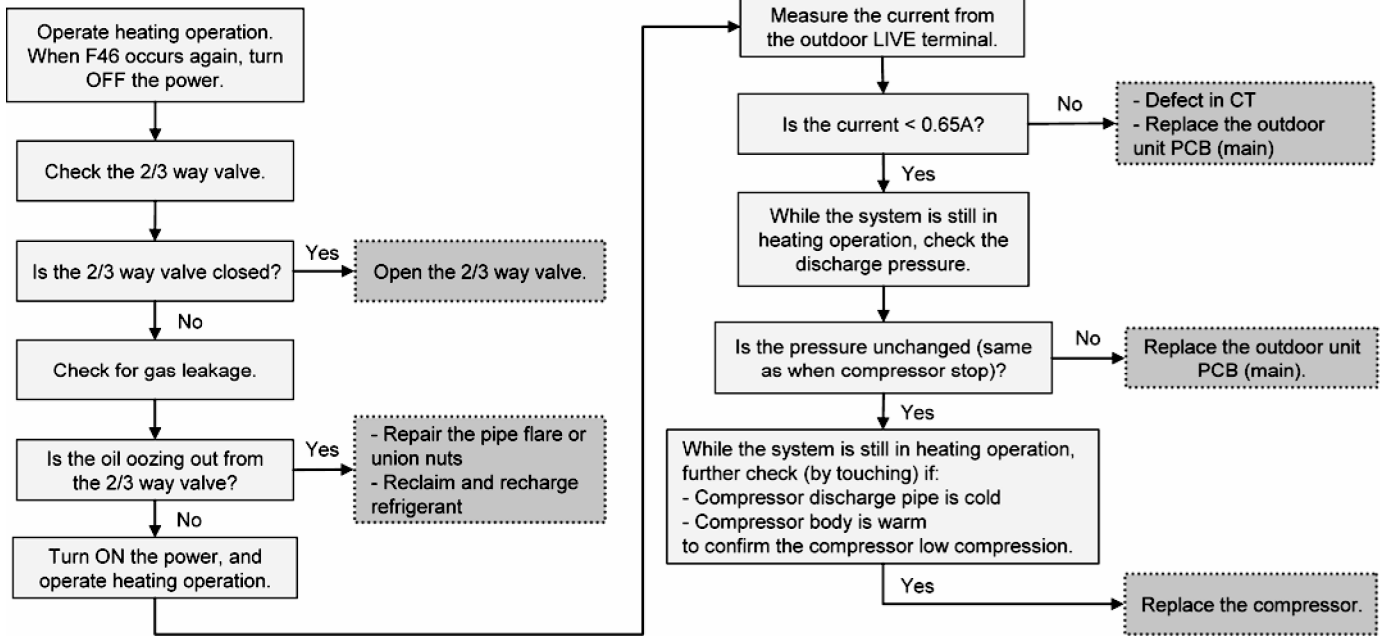 Operate heating operation.
When F46 occurs again, turn
OFF the power.
Check the 2/3 way valve.
Is the 2/3 way valve closed?
Yes
Open the 2/3 way valve.
No
Check for gas leakage.
Is the oil oozing out from
the 2/3 way valve?
Yes
- Repair the pipe flare or
union nuts
- Reclaim and recharge
refrigerant
No
Turn ON the power, and
operate heating operation.
Measure the current from
the outdoor LIVE terminal.
Is the current < 0.65A?
No
- Defect in CT
- Replace the outdoor
unit PCB (main)
Yes
While the system is still in
heating operation, check the
discharge pressure.
Is the pressure unchanged (same
as when compressor stop)?
No
Replace the outdoor unit
PCB (main).
Yes
While the system is still in heating operation,
further check (by touching) if:
- Compressor discharge pipe is cold
- Compressor body is warm
to confirm the compressor low compression.
Yes
Replace the compressor.